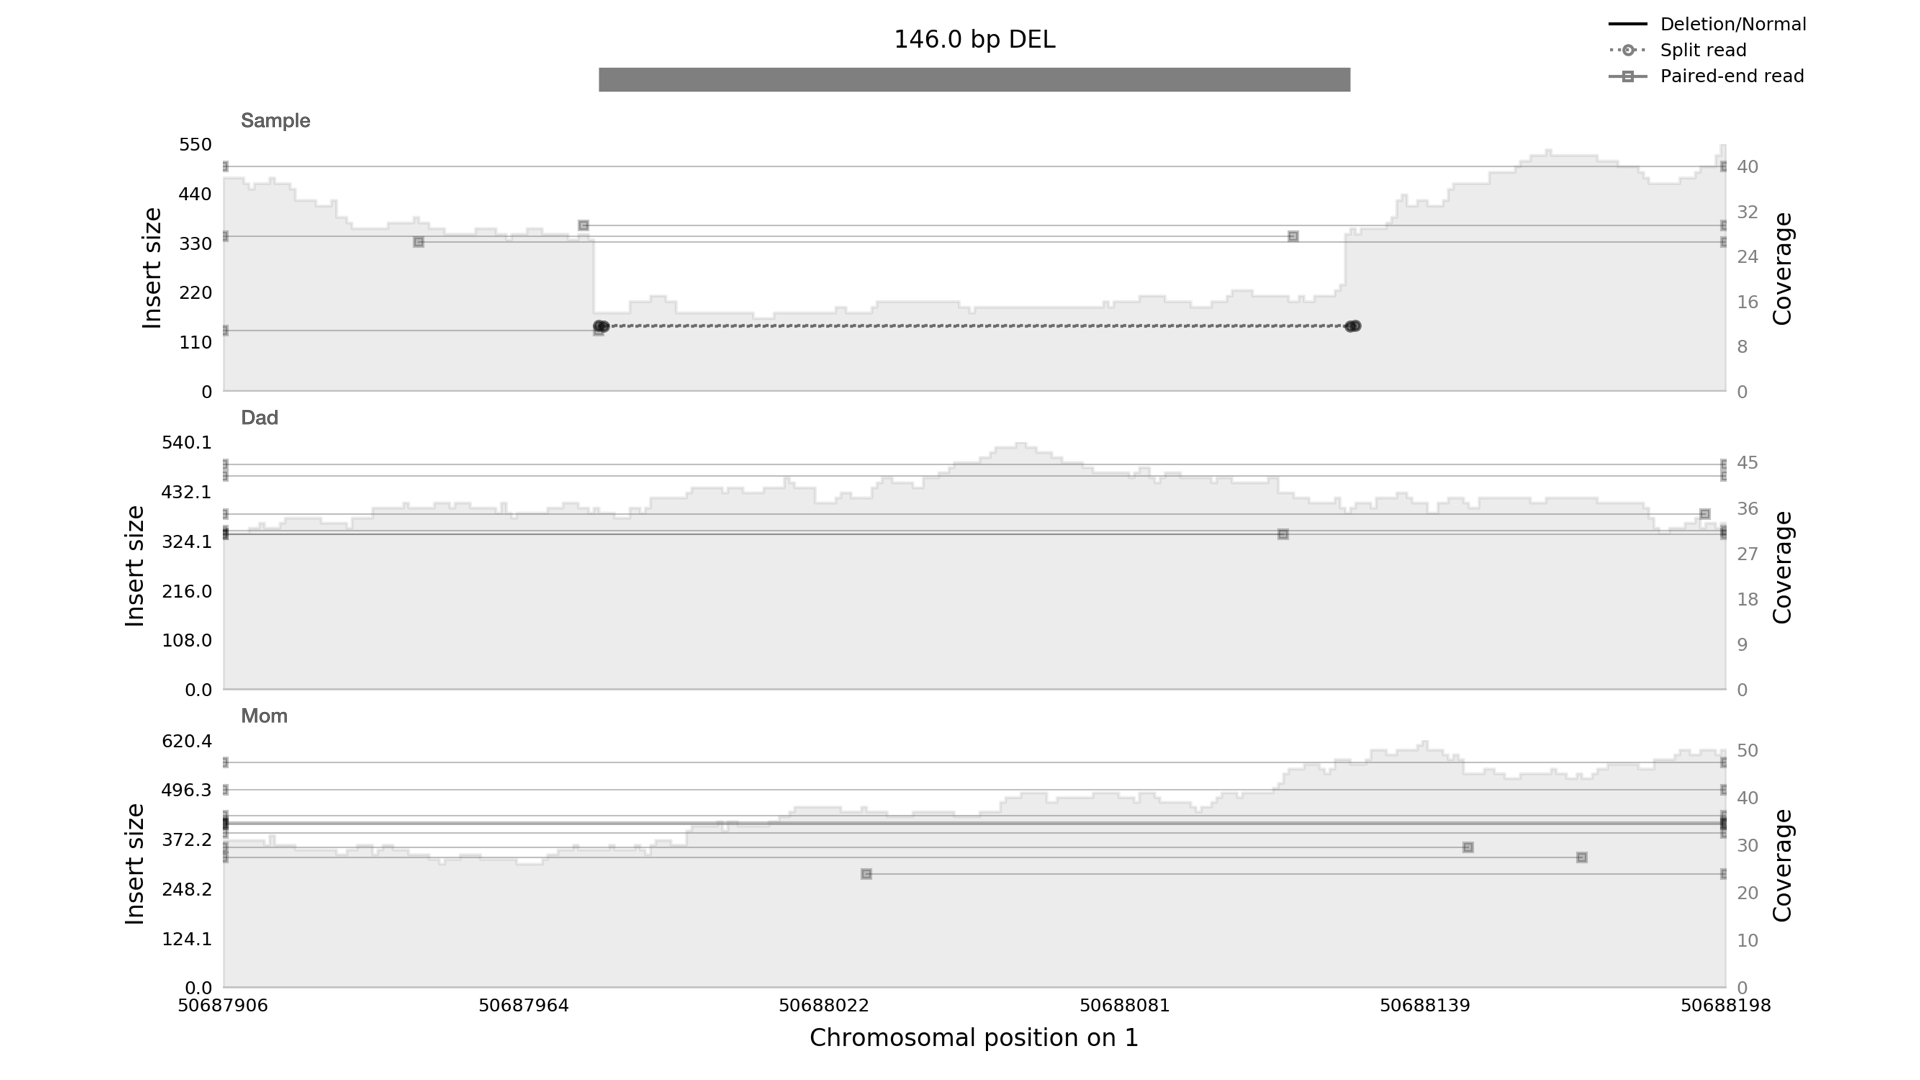 146.0 bp DEL
Deletion/Normal
Split read
Paired-end read
Sample
550
440
330
220
110
0
Insert size
40
32
24
16
8
0
Coverage
Dad
540.1
432.1
324.1
216.0
108.0
0.0
Insert size
45
36
27
18
9
0
Coverage
Mom
620.4
496.3
372.2
248.2
124.1
0.0
Insert size
50
40
30
20
10
0
Coverage
50687906 50687964 50688022 50688081 50688139 50688198
Chromosomal position on 1